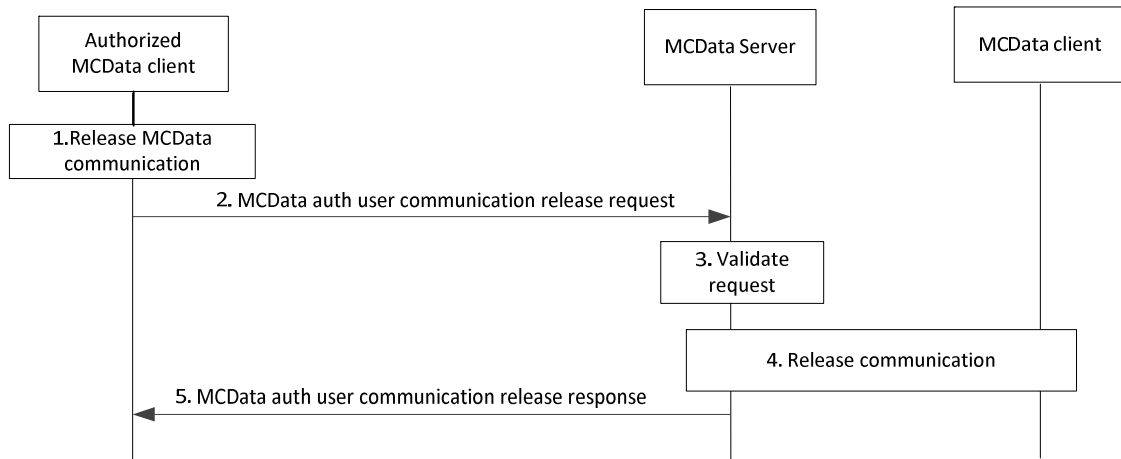 Authorized
MCData client
MCData Server
MCData client
1.Release MCData
communication
2. MCData auth user communication release request
3. Validate
request
4. Release communication
5. MCData auth user communication release response